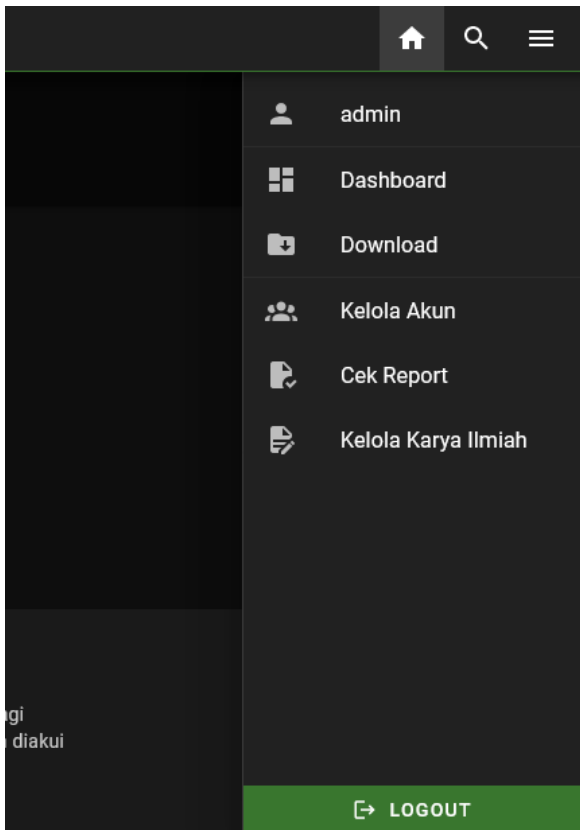 admin
Dashboard
Download
Kelola Akun
Cek Report
Kelola Karya Ilmiah
diakui
LOGOUT